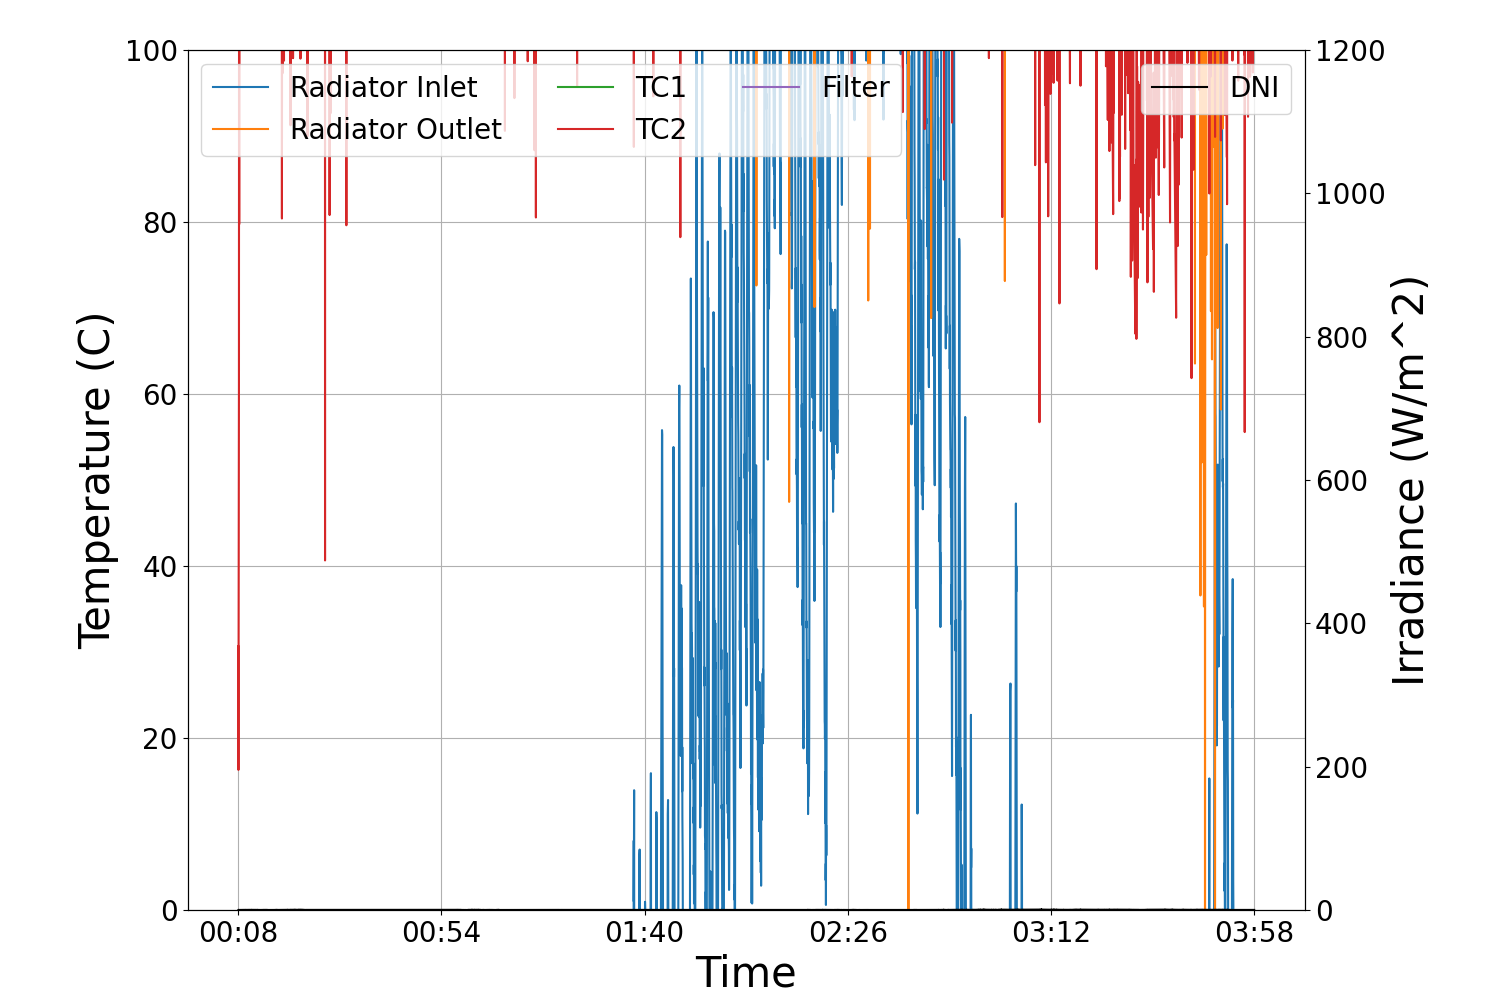 100
80
60
40
20
0
Temperature (C)
Radiator Inlet
Radiator Outlet
TC1
TC2
Filter
DNI
1200
1000
800
600
400
200
0
Irradiance (W/m^2)
00:08 00:54 01:40 02:26 03:12 03:58
Time